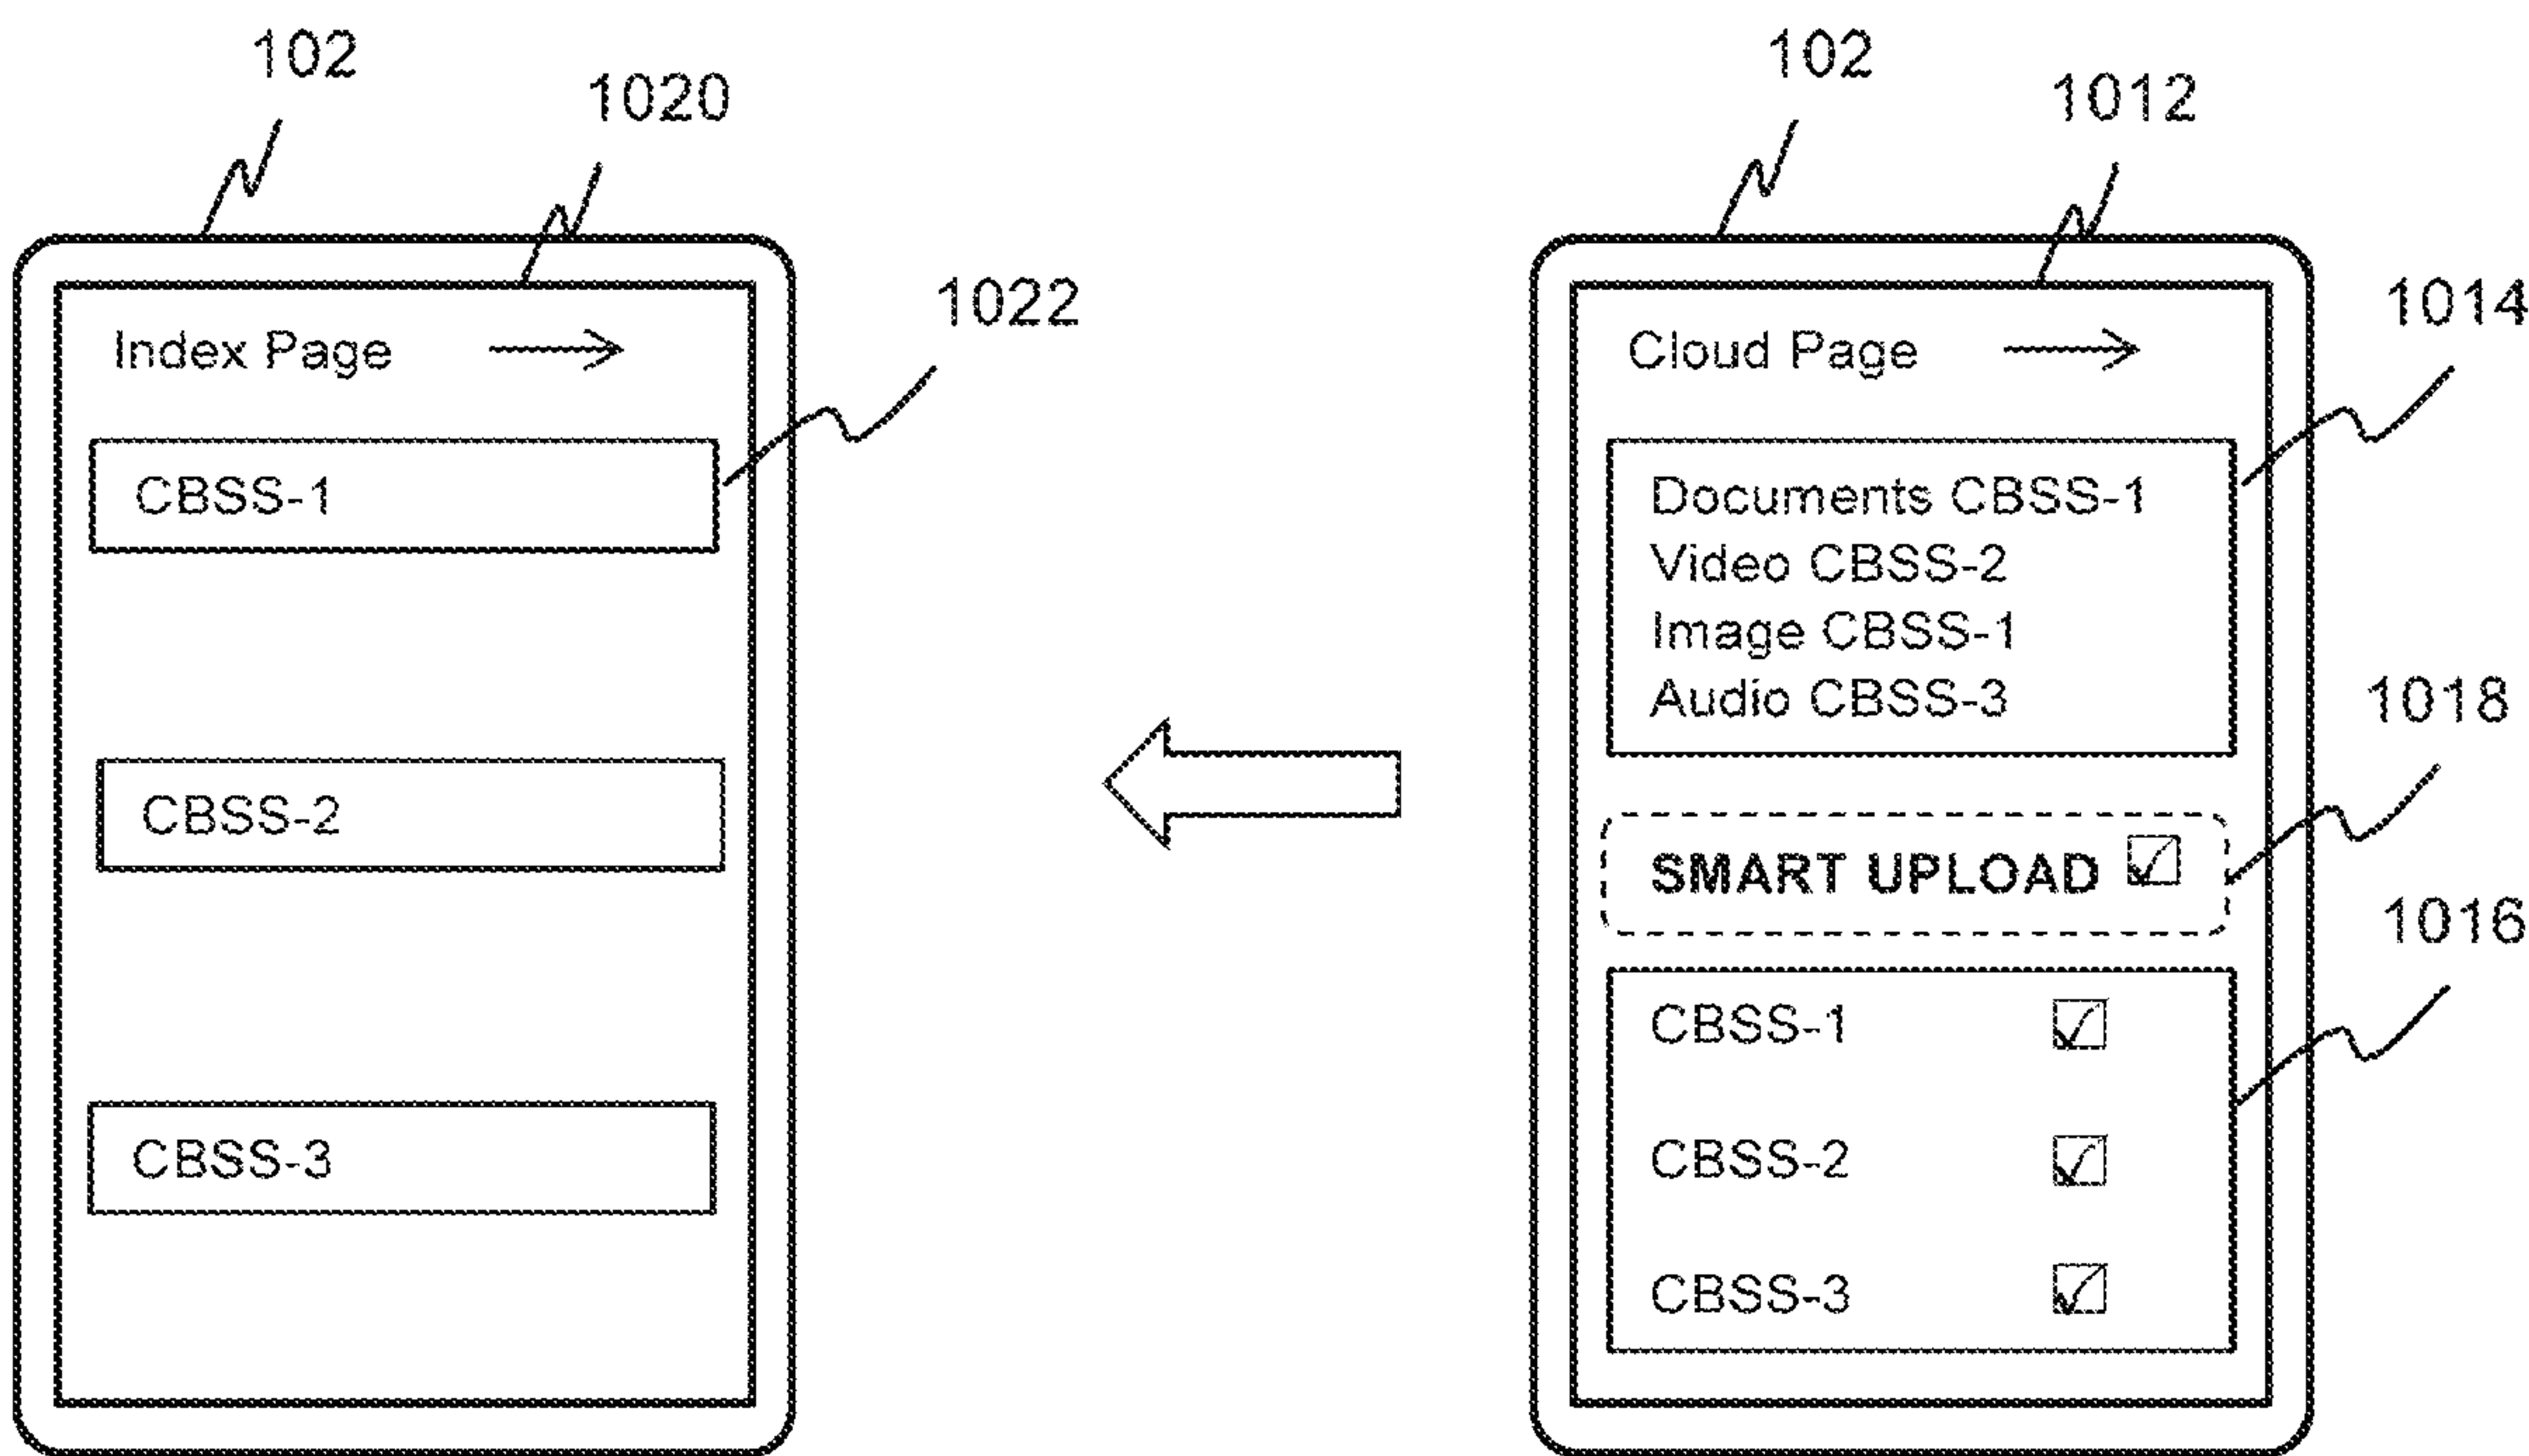 102
1020
1022
Index Page
CBSS-1
CBSS-2
CBSS-3
102
1012
1014
Cloud Page
Documents CBSS-1
Video CBSS-2
Image CBSS-1
Audio CBSS-3
1018
SMART UPLOAD
1016
CBSS-1
CBSS-2
CBSS-3